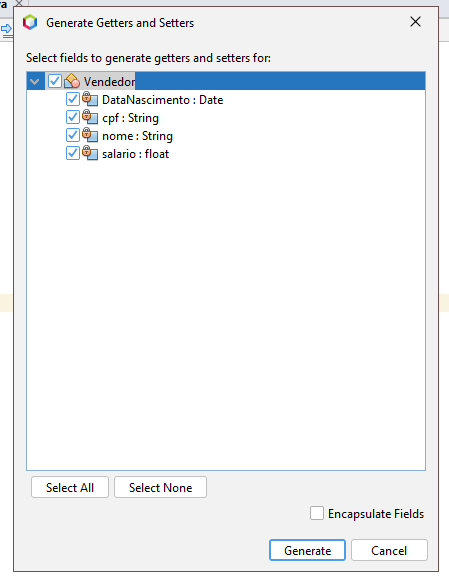 va
Generate Getters and Setters
Select fields to generate getters and setters for:
Vendedor
DataNascimento : Date
cpf : String
nome : String
salario : float
Select All
Select None
Encapsulate Fields
Generate
Cancel